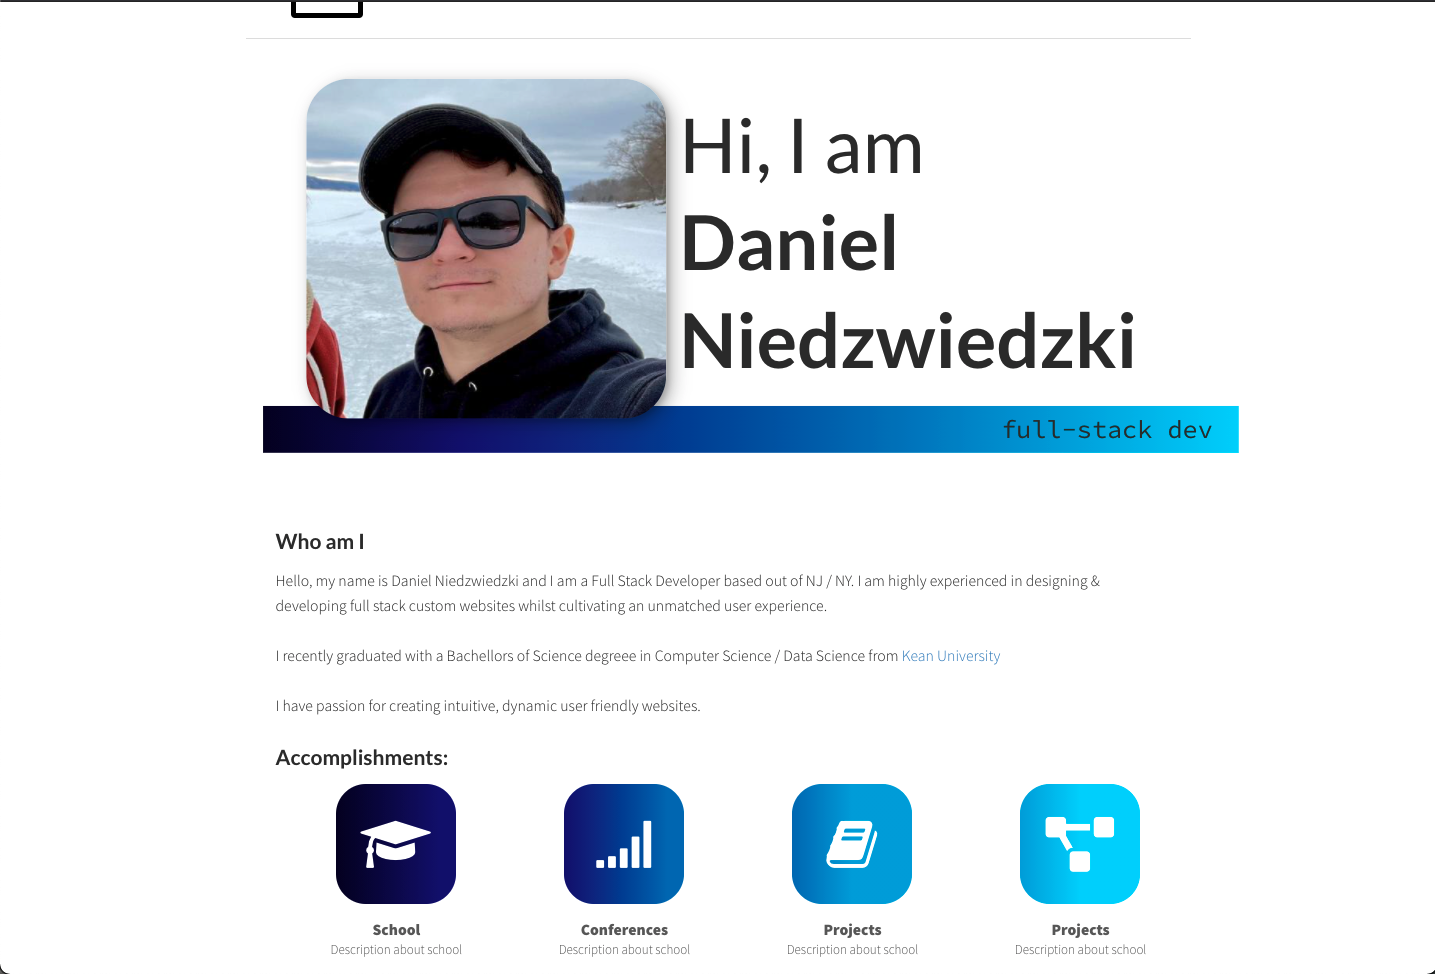 Hi, I am
Daniel
Niedzwiedzki
full-stack dev
Who am I
Hello, my name is Daniel Niedzwiedzki and I am a Full Stack Developer based out of NJ / NY. I am highly experienced in designing &
developing full stack custom websites whilst cultivating an unmatched user experience.
I recently graduated with a Bachellors of Science degreee in Computer Science / Data Science from Kean University
I have passion for creating intuitive, dynamic user friendly websites.
Accomplishments:
School
Description about school
Conferences
Description about school
Projects
Description about school
Projects
Description about school